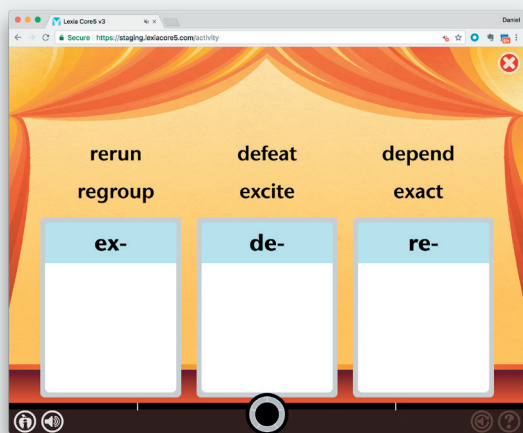 Lexia Core5 v3
Daniel
Secure https://staging.lexiacore5.com/activity
rerun defeat depend
regroup excite exact
ex- de- re-